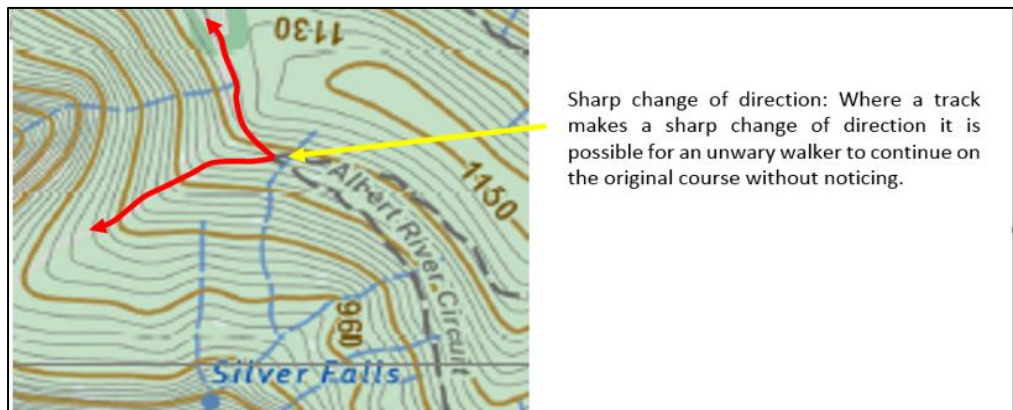 1130
Sharp change of direction: Where a track
makes a sharp change of direction it is
possible for an unwary walker to continue on
the original course without noticing.
Albert River Circuit
1150
960
Silver Falls